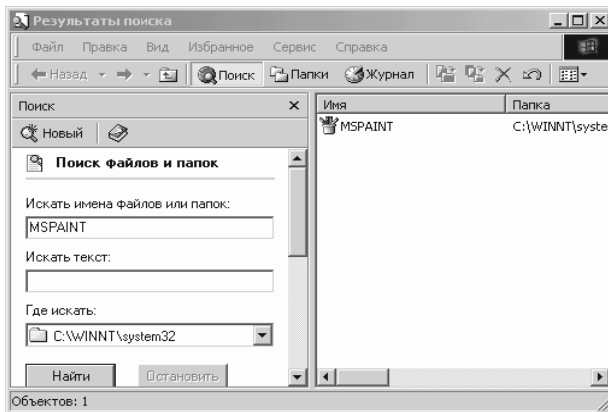 Результаты поиска
Файл Правка Вид Избранное Сервис Справка
Назад Поиск Папки Журнал
Поиск
Новый
Поиск файлов и папок
Искать имена файлов или папок:
MSPAINT
Искать текст:
Где искать:
C:\WINNT\system32
Найти Остановить
Имя Папка
MSPAINT C:\WINNT\syste
Объектов: 1